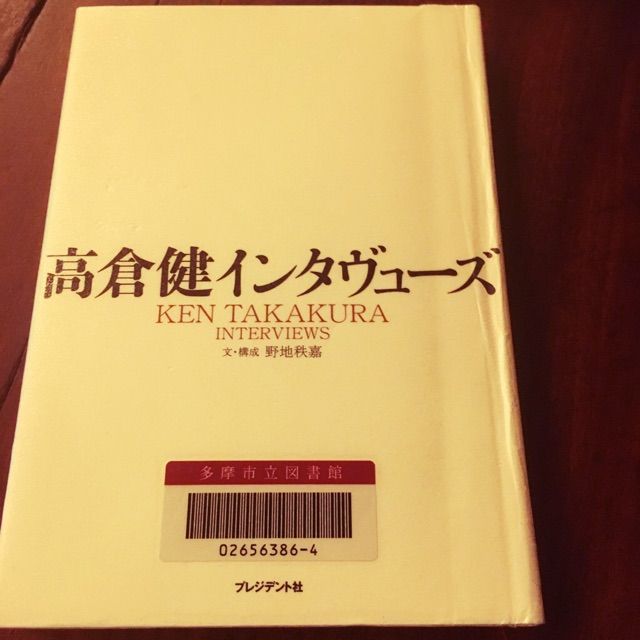 高倉健インタヴューズ
KEN TAKAKURA
INTERVIEWS
文・構成 野地秩嘉
多摩市立図書館
02656386-4
プレジデント社